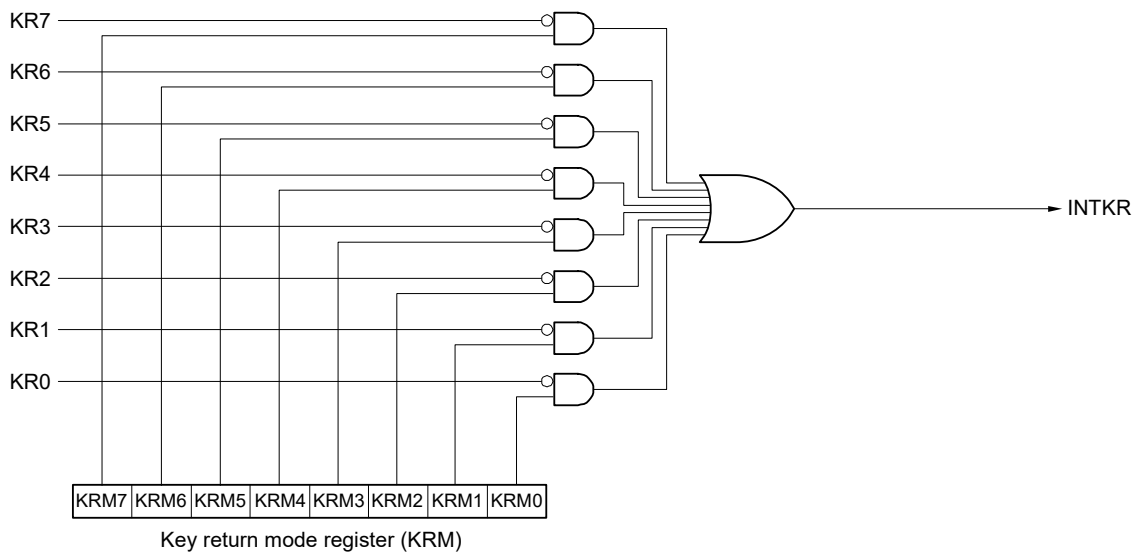 KR7
KR6
KR5
KR4
KR3
KR2
KR1
KR0
INTKR
KRM7 KRM6 KRM5 KRM4 KRM3 KRM2 KRM1 KRM0
Key return mode register (KRM)